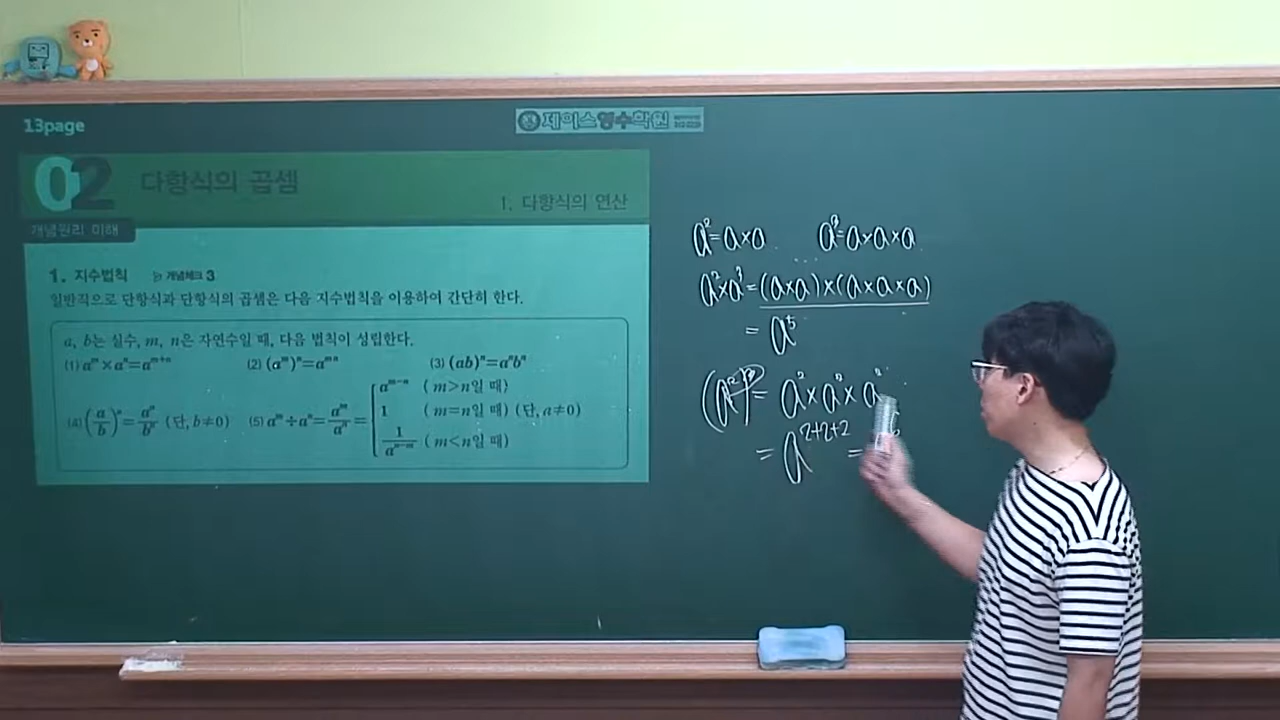 13page
제이스영수학원
02 다항식의 곱셈
1. 다항식의 연산
개념원리 이해
1. 지수법칙 개념체크 3
일반적으로 단항식과 단항식의 곱셈은 다음 지수법칙을 이용하여 간단히 한다.
a, b는 실수, m, n은 자연수일 때, 다음 법칙이 성립한다.
(1) aᵐ×aⁿ=aᵐ⁺ⁿ (2) (aᵐ)ⁿ=aᵐⁿ (3) (ab)ⁿ=aⁿbⁿ
(4) (a/b)ⁿ=aⁿ/bⁿ (단, b≠0) (5) aᵐ÷aⁿ=aᵐ/aⁿ=
aᵐ⁻ⁿ (m>n일 때)
1 (m=n일 때) (단, a≠0)
1/aⁿ⁻ᵐ (m<n일 때)
a²=a×a a³=a×a×a
a²×a³=(a×a)×(a×a×a)
=a⁵
(a²)³=a²×a²×a²
=a²⁺²⁺² =